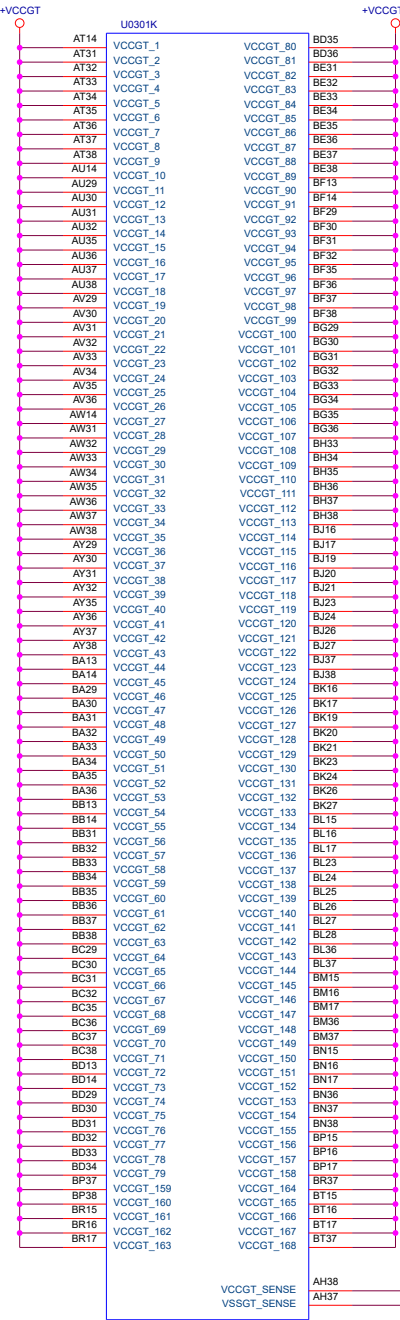 +VCCGT +VCCGT
U0301K
AT14 VCCGT_1 VCCGT_80 BD35
AT31 VCCGT_2 VCCGT_81 BD36
AT32 VCCGT_3 VCCGT_82 BE31
AT33 VCCGT_4 VCCGT_83 BE32
AT34 VCCGT_5 VCCGT_84 BE33
AT35 VCCGT_6 VCCGT_85 BE34
AT36 VCCGT_7 VCCGT_86 BE35
AT37 VCCGT_8 VCCGT_87 BE36
AT38 VCCGT_9 VCCGT_88 BE37
AU14 VCCGT_10 VCCGT_89 BE38
AU29 VCCGT_11 VCCGT_90 BF13
AU30 VCCGT_12 VCCGT_91 BF14
AU31 VCCGT_13 VCCGT_92 BF29
AU32 VCCGT_14 VCCGT_93 BF30
AU35 VCCGT_15 VCCGT_94 BF31
AU36 VCCGT_16 VCCGT_95 BF32
AU37 VCCGT_17 VCCGT_96 BF35
AU38 VCCGT_18 VCCGT_97 BF36
AV29 VCCGT_19 VCCGT_98 BF37
AV30 VCCGT_20 VCCGT_99 BF38
AV31 VCCGT_21 VCCGT_100 BG29
AV32 VCCGT_22 VCCGT_101 BG30
AV33 VCCGT_23 VCCGT_102 BG31
AV34 VCCGT_24 VCCGT_103 BG32
AV35 VCCGT_25 VCCGT_104 BG33
AV36 VCCGT_26 VCCGT_105 BG34
AW14 VCCGT_27 VCCGT_106 BG35
AW31 VCCGT_28 VCCGT_107 BG36
AW32 VCCGT_29 VCCGT_108 BH33
AW33 VCCGT_30 VCCGT_109 BH34
AW34 VCCGT_31 VCCGT_110 BH35
AW35 VCCGT_32 VCCGT_111 BH36
AW36 VCCGT_33 VCCGT_112 BH37
AW37 VCCGT_34 VCCGT_113 BH38
AW38 VCCGT_35 VCCGT_114 BJ16
AY29 VCCGT_36 VCCGT_115 BJ17
AY30 VCCGT_37 VCCGT_116 BJ19
AY31 VCCGT_38 VCCGT_117 BJ20
AY32 VCCGT_39 VCCGT_118 BJ21
AY35 VCCGT_40 VCCGT_119 BJ23
AY36 VCCGT_41 VCCGT_120 BJ24
AY37 VCCGT_42 VCCGT_121 BJ26
AY38 VCCGT_43 VCCGT_122 BJ27
BA13 VCCGT_44 VCCGT_123 BJ37
BA14 VCCGT_45 VCCGT_124 BJ38
BA29 VCCGT_46 VCCGT_125 BK16
BA30 VCCGT_47 VCCGT_126 BK17
BA31 VCCGT_48 VCCGT_127 BK19
BA32 VCCGT_49 VCCGT_128 BK20
BA33 VCCGT_50 VCCGT_129 BK21
BA34 VCCGT_51 VCCGT_130 BK23
BA35 VCCGT_52 VCCGT_131 BK24
BA36 VCCGT_53 VCCGT_132 BK26
BB13 VCCGT_54 VCCGT_133 BK27
BB14 VCCGT_55 VCCGT_134 BL15
BB31 VCCGT_56 VCCGT_135 BL16
BB32 VCCGT_57 VCCGT_136 BL17
BB33 VCCGT_58 VCCGT_137 BL23
BB34 VCCGT_59 VCCGT_138 BL24
BB35 VCCGT_60 VCCGT_139 BL25
BB36 VCCGT_61 VCCGT_140 BL26
BB37 VCCGT_62 VCCGT_141 BL27
BB38 VCCGT_63 VCCGT_142 BL28
BC29 VCCGT_64 VCCGT_143 BL36
BC30 VCCGT_65 VCCGT_144 BL37
BC31 VCCGT_66 VCCGT_145 BM15
BC32 VCCGT_67 VCCGT_146 BM16
BC35 VCCGT_68 VCCGT_147 BM17
BC36 VCCGT_69 VCCGT_148 BM36
BC37 VCCGT_70 VCCGT_149 BM37
BC38 VCCGT_71 VCCGT_150 BN15
BD13 VCCGT_72 VCCGT_151 BN16
BD14 VCCGT_73 VCCGT_152 BN17
BD29 VCCGT_74 VCCGT_153 BN36
BD30 VCCGT_75 VCCGT_154 BN37
BD31 VCCGT_76 VCCGT_155 BN38
BD32 VCCGT_77 VCCGT_156 BP15
BD33 VCCGT_78 VCCGT_157 BP16
BD34 VCCGT_79 VCCGT_158 BP17
BP37 VCCGT_159 VCCGT_164 BR37
BP38 VCCGT_160 VCCGT_165 BT15
BR15 VCCGT_161 VCCGT_166 BT16
BR16 VCCGT_162 VCCGT_167 BT17
BR17 VCCGT_163 VCCGT_168 BT37
VCCGT_SENSE AH38
VSSGT_SENSE AH37